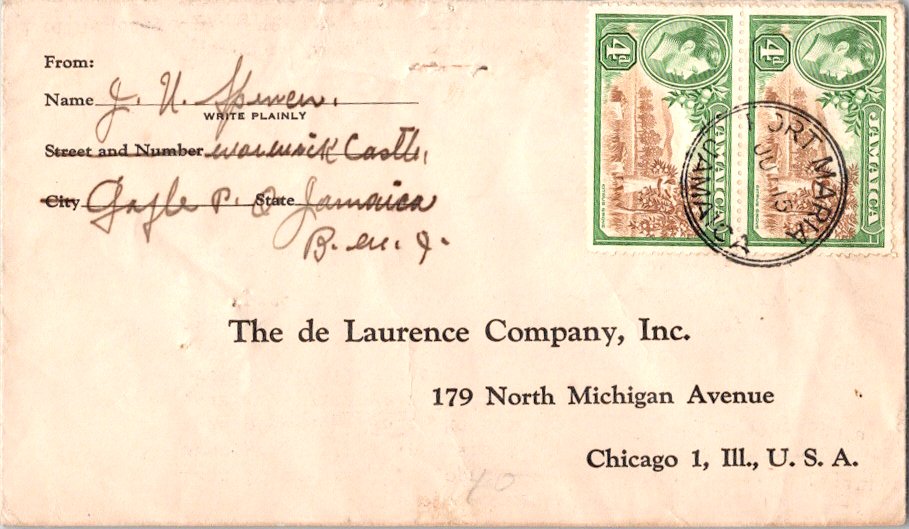 From:
Name J. U. Spencer.
WRITE PLAINLY
Street and Number Warwick Castle,
City Gayle P. O State Jamaica
B. W. I.
4d
JAMAICA
4d
JAMAICA
PORT MARIA
JAMAICA
The de Laurence Company, Inc.
179 North Michigan Avenue
Chicago 1, Ill., U. S. A.
40